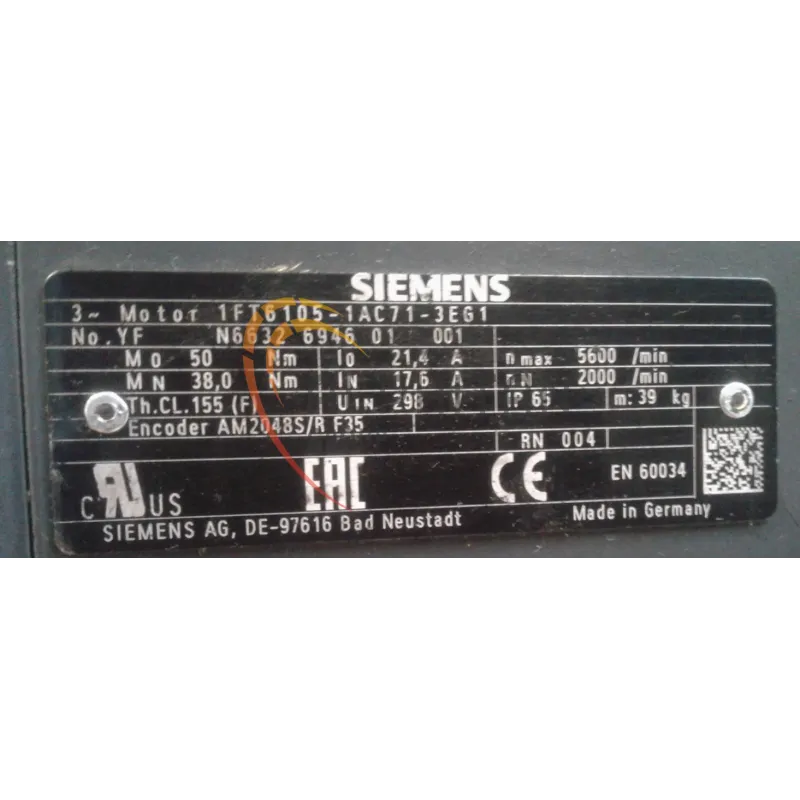 SIEMENS
3~ Motor 1FT6105-1AC71-3EG1
No.YF N6632 6946 01 001
M0 50 Nm I0 21,4 A n max 5600 /min
MN 38,0 Nm IN 17,6 A nN 2000 /min
Th.CL.155 (F) UIN 298 V IP 65 m: 39 kg
Encoder AM2048S/R F35
RN 004
C RU US EAC CE EN 60034
SIEMENS AG, DE-97616 Bad Neustadt Made in Germany